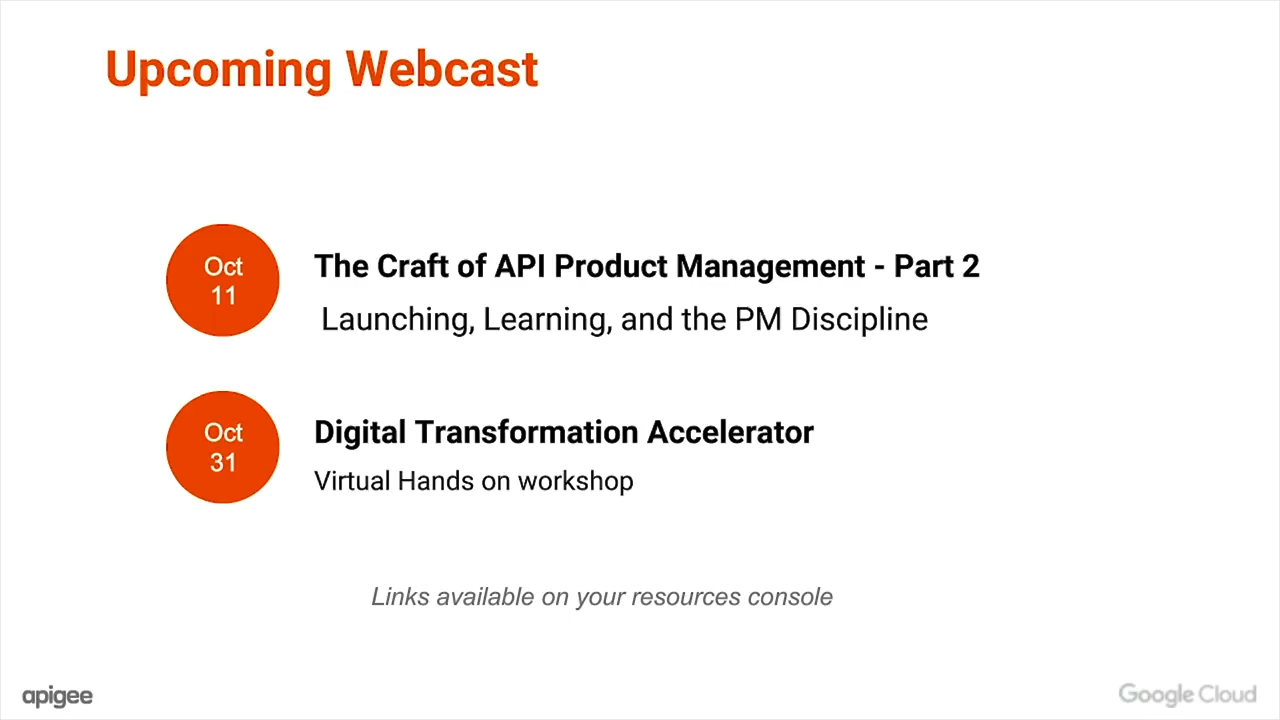 Upcoming Webcast
Oct
11
The Craft of API Product Management - Part 2
Launching, Learning, and the PM Discipline
Oct
31
Digital Transformation Accelerator
Virtual Hands on workshop
Links available on your resources console
apigee
Google Cloud